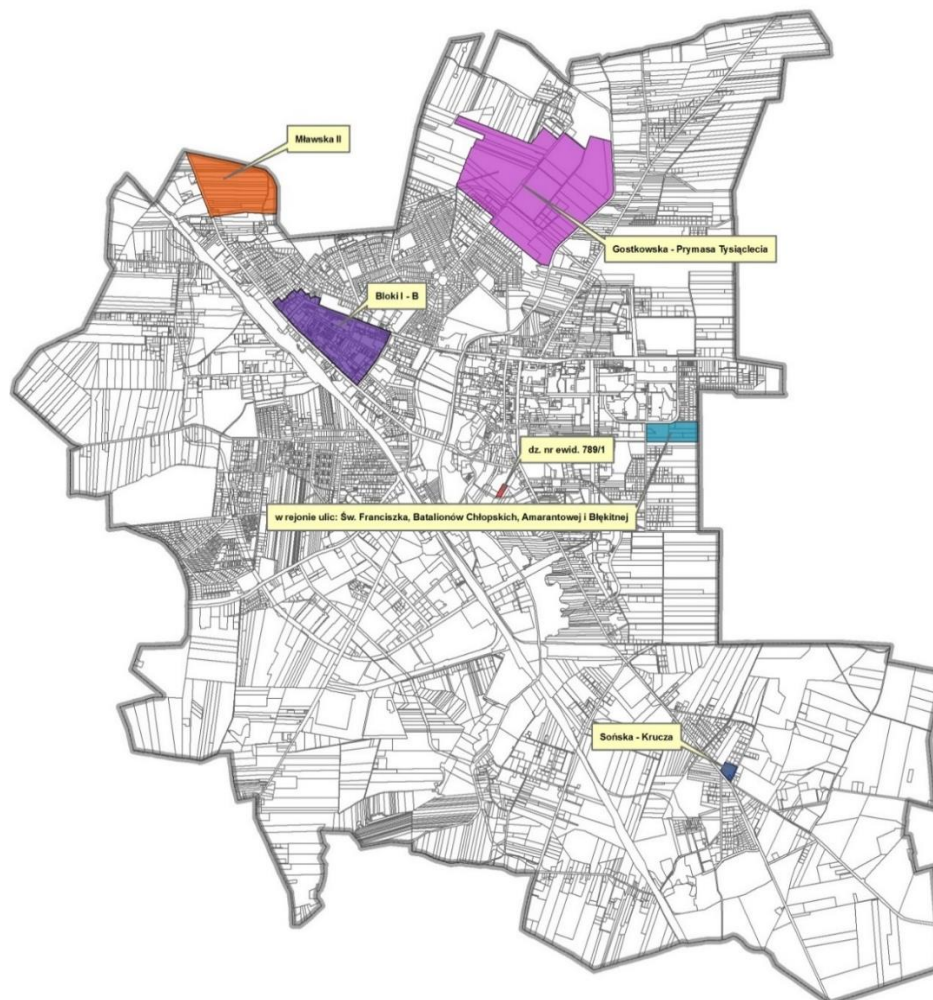 Mławska II
Gostkowska - Prymasa Tysiąclecia
Bloki I - B
dz. nr ewid. 789/1
w rejonie ulic: Św. Franciszka, Batalionów Chłopskich, Amarantowej i Błękitnej
Sońska - Krucza